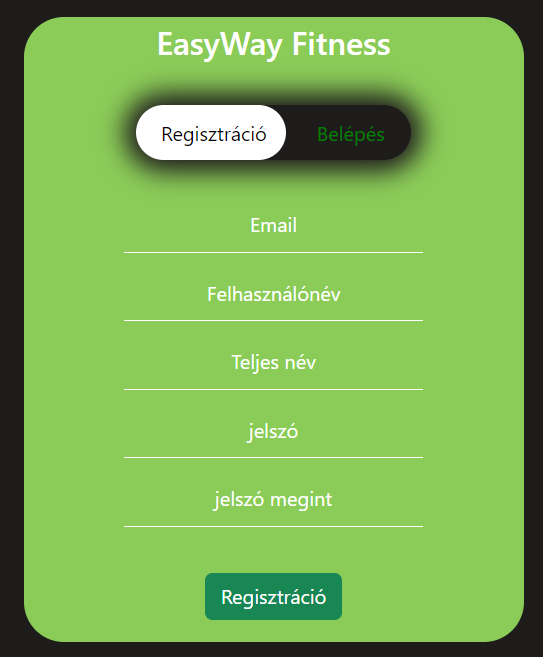 EasyWay Fitness
Regisztráció Belépés
Email
Felhasználónév
Teljes név
jelszó
jelszó megint
Regisztráció